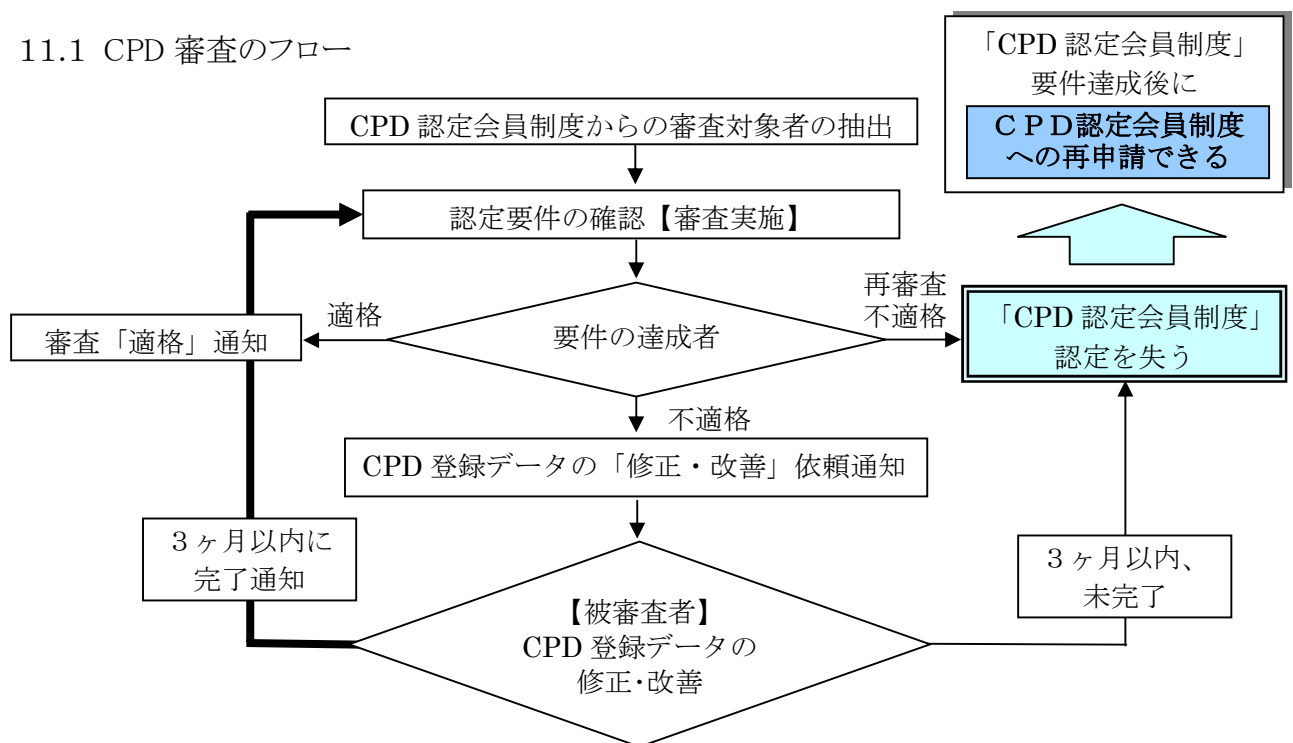 11.1 CPD 審査のフロー
「CPD 認定会員制度」
要件達成後に
ＣＰＤ認定会員制度
への再申請できる
CPD 認定会員制度からの審査対象者の抽出
認定要件の確認【審査実施】
要件の達成者
適格
審査「適格」通知
再審査
不適格
「CPD 認定会員制度」
認定を失う
不適格
CPD 登録データの「修正・改善」依頼通知
３ヶ月以内に
完了通知
【被審査者】
CPD 登録データの
修正･改善
３ヶ月以内、
未完了